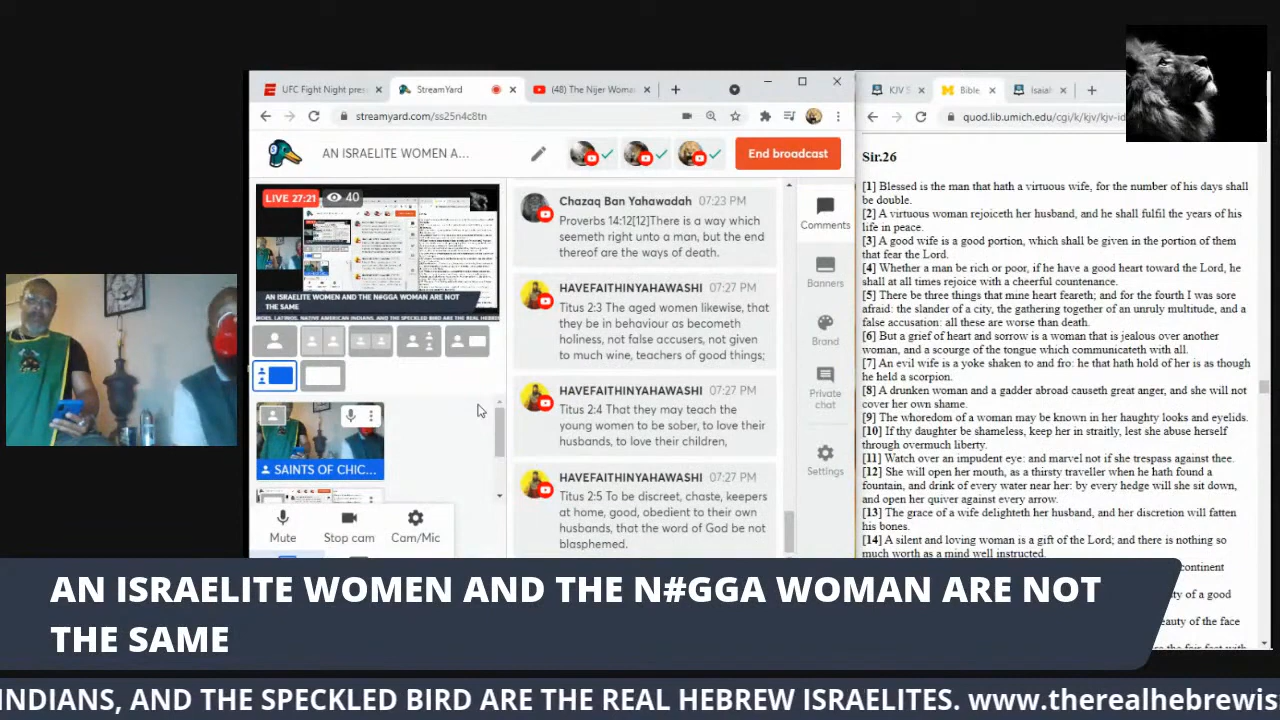 UFC Fight Night pres
StreamYard
(48) The Nijer Woma
streamyard.com/ss25n4c8tn
AN ISRAELITE WOMEN A...
End broadcast
LIVE 27:21
40
AN ISRAELITE WOMEN AND THE N#GGA WOMAN ARE NOT
THE SAME
SAINTS OF CHIC...
Mute
Stop cam
Cam/Mic
Chazaq Ban Yahawadah 07:23 PM
Proverbs 14:12[12]There is a way which
seemeth right unto a man, but the end
thereof are the ways of death.
HAVEFAITHINYAHAWASHI 07:27 PM
Titus 2:3 The aged women likewise, that
they be in behaviour as becometh
holiness, not false accusers, not given
to much wine, teachers of good things;
HAVEFAITHINYAHAWASHI 07:27 PM
Titus 2:4 That they may teach the
young women to be sober, to love their
husbands, to love their children,
HAVEFAITHINYAHAWASHI 07:27 PM
Titus 2:5 To be discreet, chaste, keepers
at home, good, obedient to their own
husbands, that the word of God be not
blasphemed.
Comments
Banners
Brand
Private
chat
Settings
KJV S
Bible
Isaiah
quod.lib.umich.edu/cgi/k/kjv/kjv-id
Sir.26
[1] Blessed is the man that hath a virtuous wife, for the number of his days shall
be double.
[2] A virtuous woman rejoiceth her husband, and he shall fulfil the years of his
life in peace.
[3] A good wife is a good portion, which shall be given in the portion of them
that fear the Lord.
[4] Whether a man be rich or poor, if he have a good heart toward the Lord, he
shall at all times rejoice with a cheerful countenance.
[5] There be three things that mine heart feareth; and for the fourth I was sore
afraid: the slander of a city, the gathering together of an unruly multitude, and a
false accusation: all these are worse than death.
[6] But a grief of heart and sorrow is a woman that is jealous over another
woman, and a scourge of the tongue which communicateth with all.
[7] An evil wife is a yoke shaken to and fro: he that hath hold of her is as though
he held a scorpion.
[8] A drunken woman and a gadder abroad causeth great anger, and she will not
cover her own shame.
[9] The whoredom of a woman may be known in her haughty looks and eyelids.
[10] If thy daughter be shameless, keep her in straitly, lest she abuse herself
through overmuch liberty.
[11] Watch over an impudent eye: and marvel not if she trespass against thee.
[12] She will open her mouth, as a thirsty traveller when he hath found a
fountain, and drink of every water near her: by every hedge will she sit down,
and open her quiver against every arrow.
[13] The grace of a wife delighteth her husband, and her discretion will fatten
his bones.
[14] A silent and loving woman is a gift of the Lord; and there is nothing so
much worth as a mind well instructed.
continent
ty of a good
eauty of the face
AN ISRAELITE WOMEN AND THE N#GGA WOMAN ARE NOT
THE SAME
INDIANS, AND THE SPECKLED BIRD ARE THE REAL HEBREW ISRAELITES. www.therealhebrewis